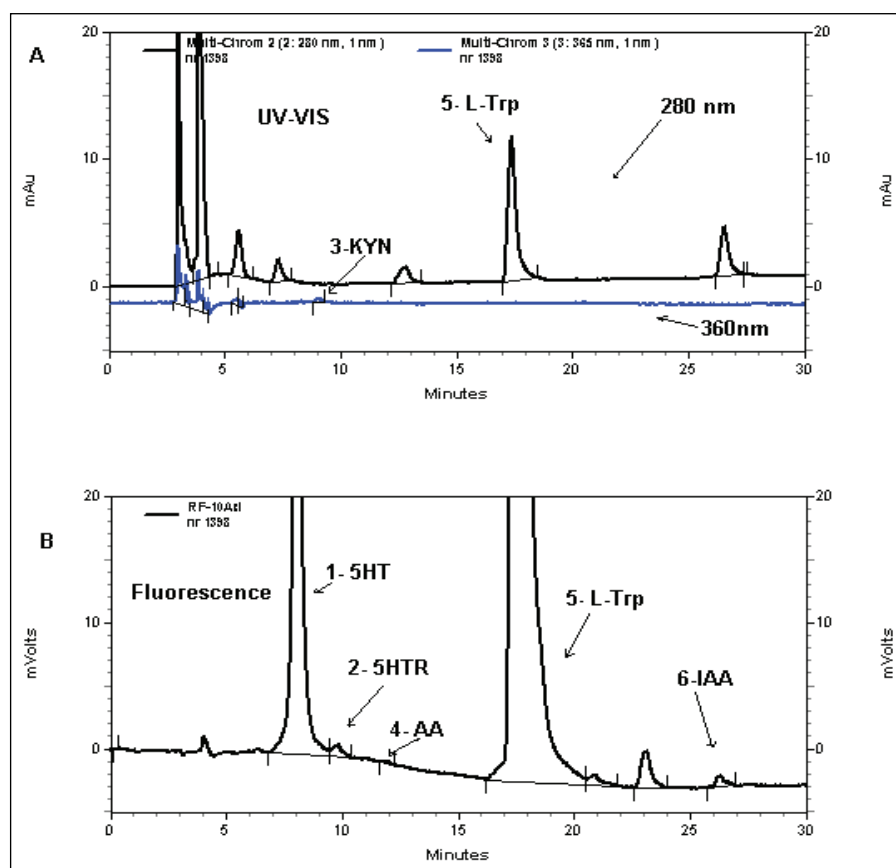 A
20
Multi-Chrom 2 (2: 280 nm, 1 nm )
nr 1398
Multi-Chrom 3 (3: 365 nm, 1 nm )
nr 1398
20
UV-VIS
5- L-Trp
280 nm
10
10
mAu
mAu
3-KYN
0
0
360nm
0 5 10 15 20 25 30
Minutes
B
20
RF-10Axl
nr 1398
20
1- 5HT
Fluorescence
5- L-Trp
10
10
mVolts
mVolts
2- 5HTR
6-IAA
4- AA
0
0
0 5 10 15 20 25 30
Minutes